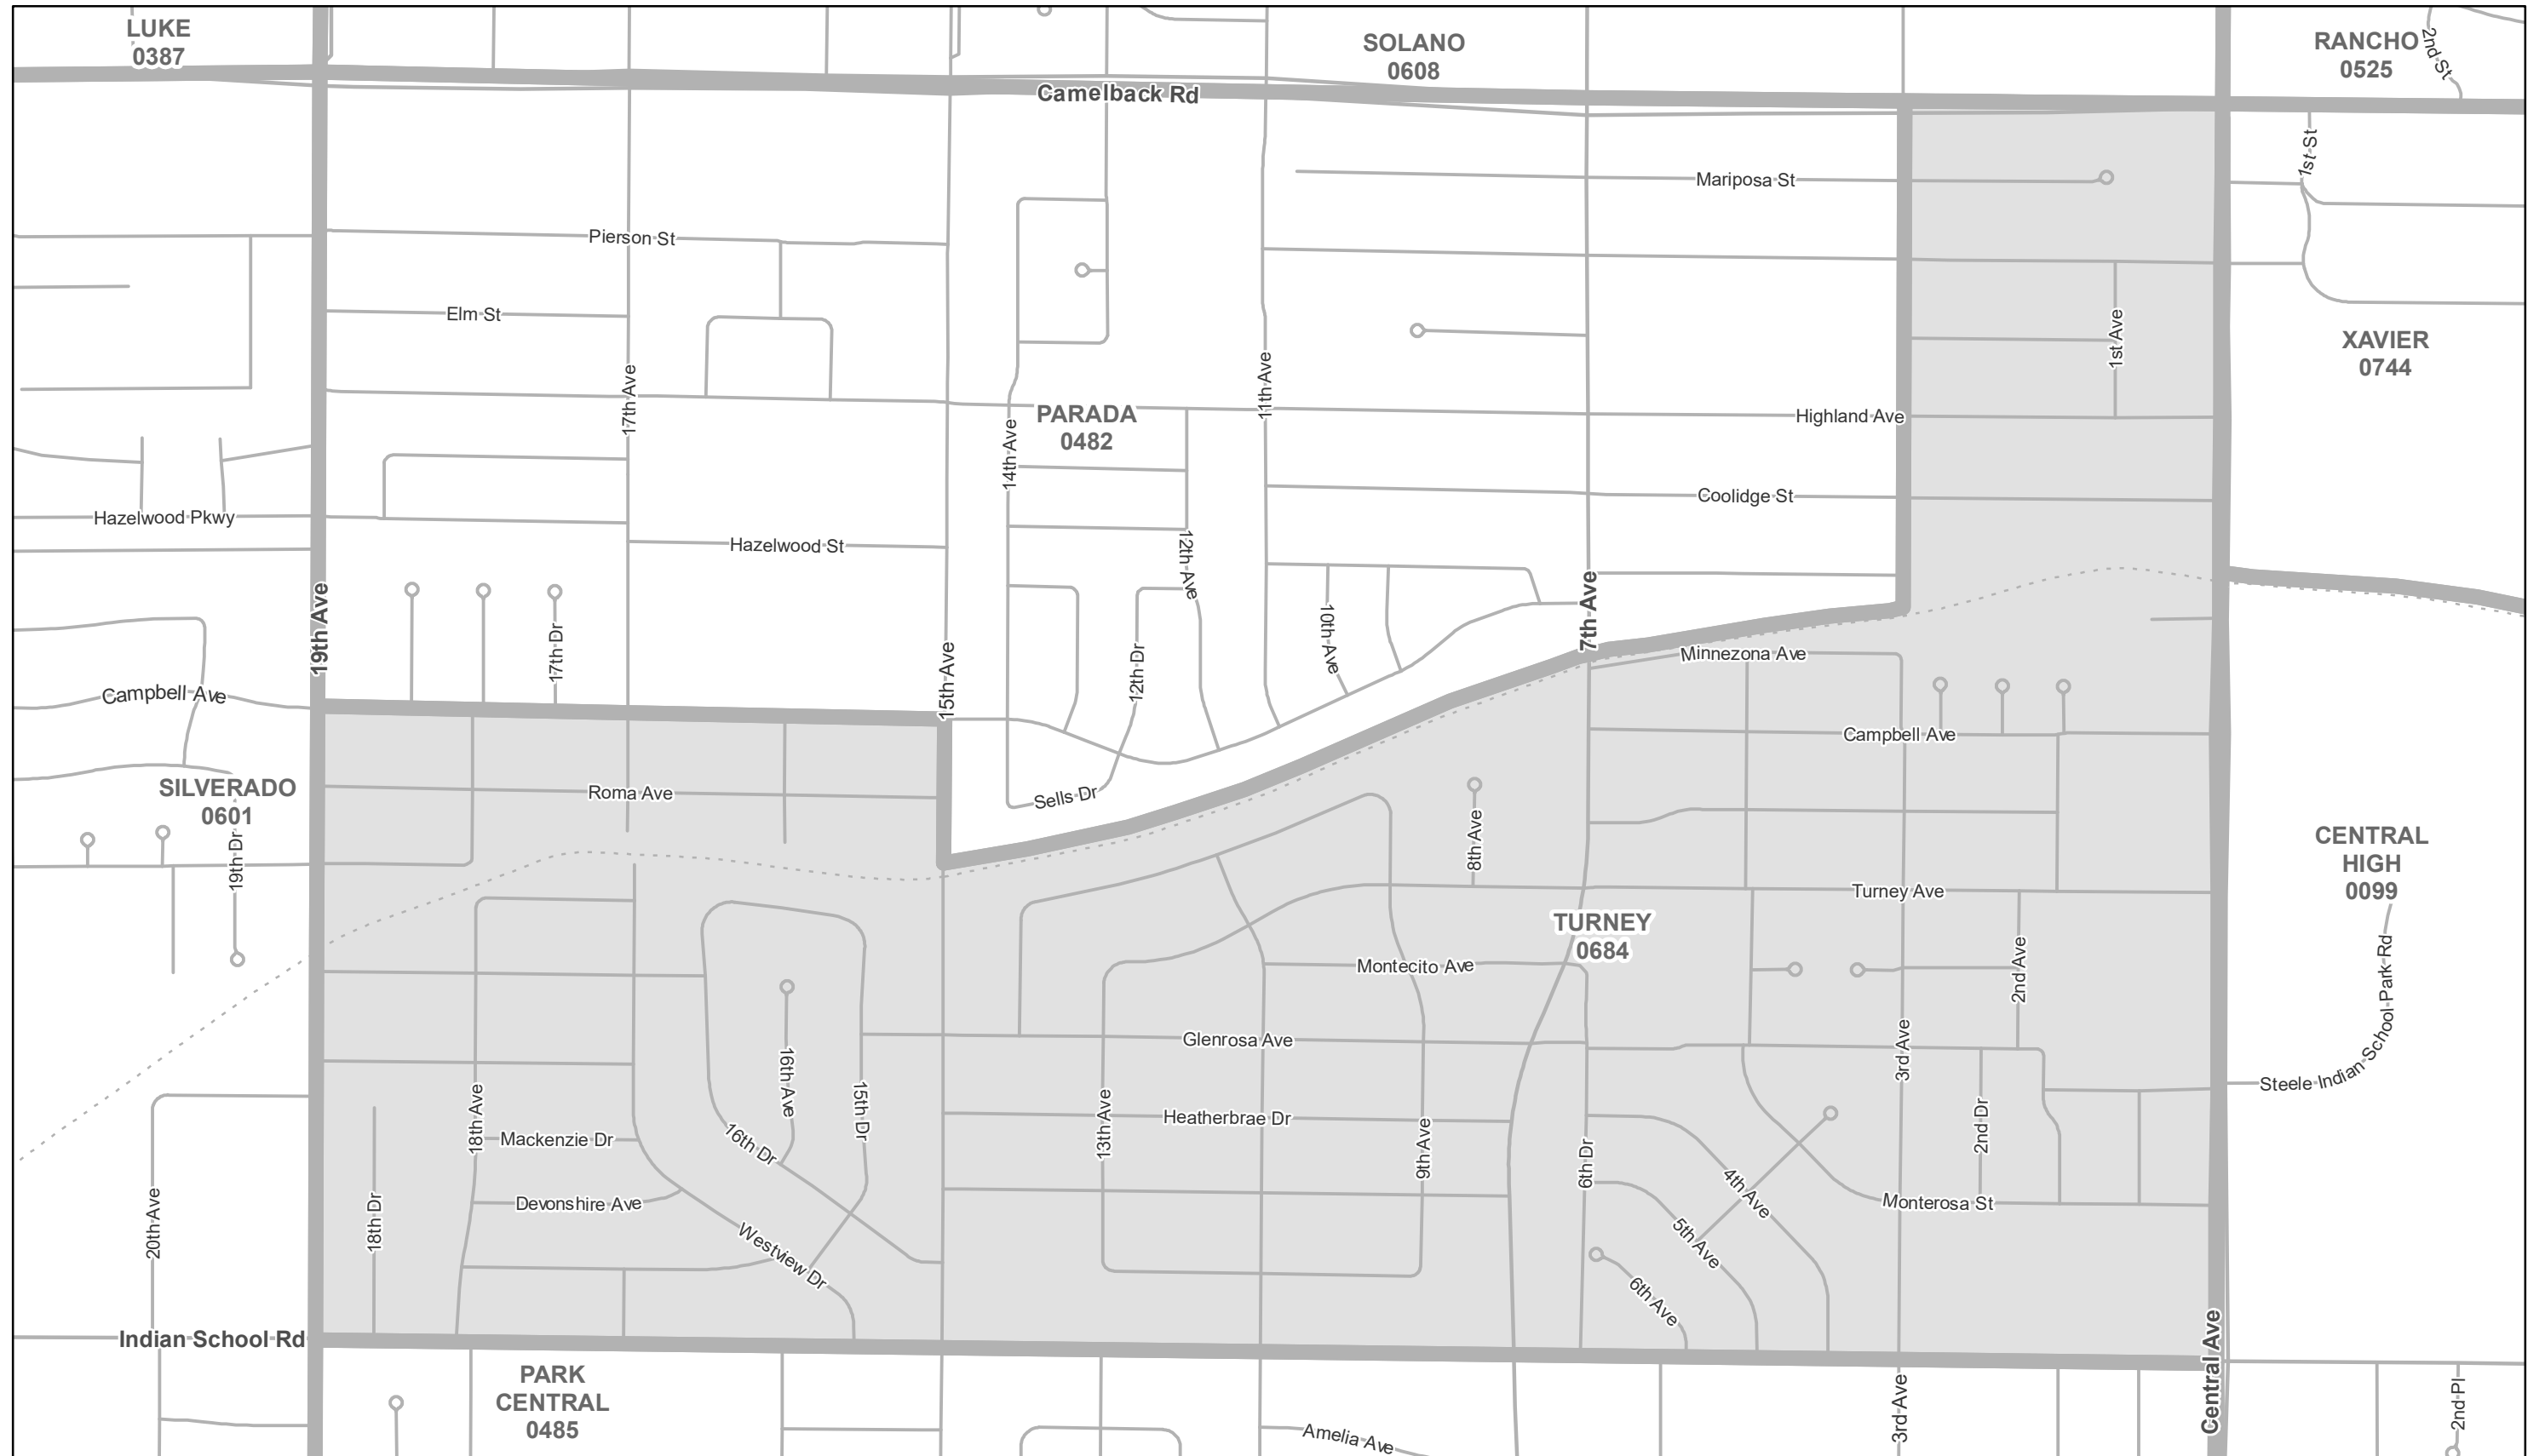 LUKE
0387
SOLANO
0608
RANCHO
0525
2nd St
Camelback Rd
1st St
Mariposa St
Pierson St
Elm St
1st Ave
XAVIER
0744
17th Ave
11th Ave
PARADA
0482
Highland Ave
14th Ave
Coolidge St
Hazelwood Pkwy
Hazelwood St
12th Ave
19th Ave
7th Ave
17th Dr
10th Ave
Minnezona Ave
15th Ave
12th Dr
Campbell Ave
Campbell Ave
SILVERADO
0601
Roma Ave
Sells Dr
8th Ave
CENTRAL
HIGH
0099
19th Dr
Turney Ave
TURNEY
0684
Montecito Ave
2nd Ave
Steele Indian School Park Rd
Glenrosa Ave
3rd Ave
16th Ave
15th Dr
18th Ave
13th Ave
Heatherbrae Dr
9th Ave
2nd Dr
Mackenzie Dr
16th Dr
6th Dr
4th Ave
20th Ave
18th Dr
Devonshire Ave
Monterosa St
Westview Dr
5th Ave
6th Ave
Indian School Rd
Central Ave
PARK
CENTRAL
0485
Amelia Ave
3rd Ave
2nd Pl